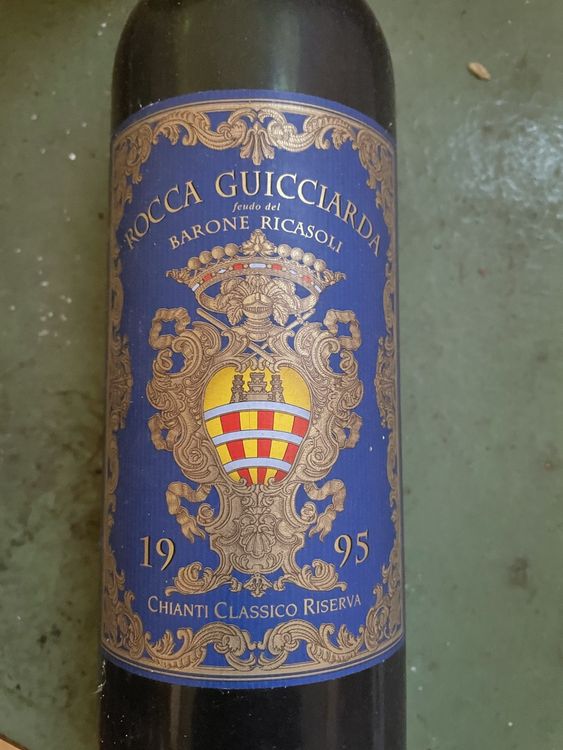 ROCCA GUICCIARDA
feudo del
BARONE RICASOLI
19 95
CHIANTI CLASSICO RISERVA